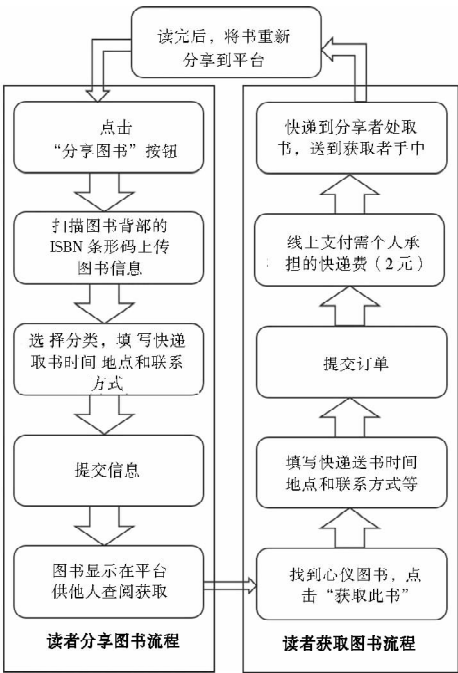 读完后，将书重新
分享到平台
点击
“分享图书”按钮
扫描图书背部的
ISBN 条形码上传
图书信息
选择分类，填写快递
取书时间 地点和联系
方式
提交信息
图书显示在平台
供他人查阅获取
读者分享图书流程
快递到分享者处取
书，送到获取者手中
线上支付需个人承
担的快递费（2元）
提交订单
填写快递送书时间
地点和联系方式等
找到心仪图书，点
击“获取此书”
读者获取图书流程